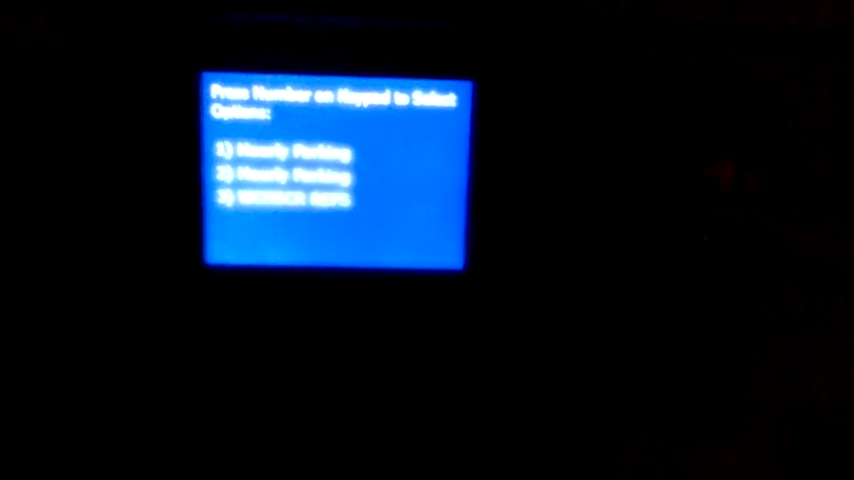 Press Number on Keypad to Select
Options:
1) Hourly Parking
2) Hourly Parking
3)